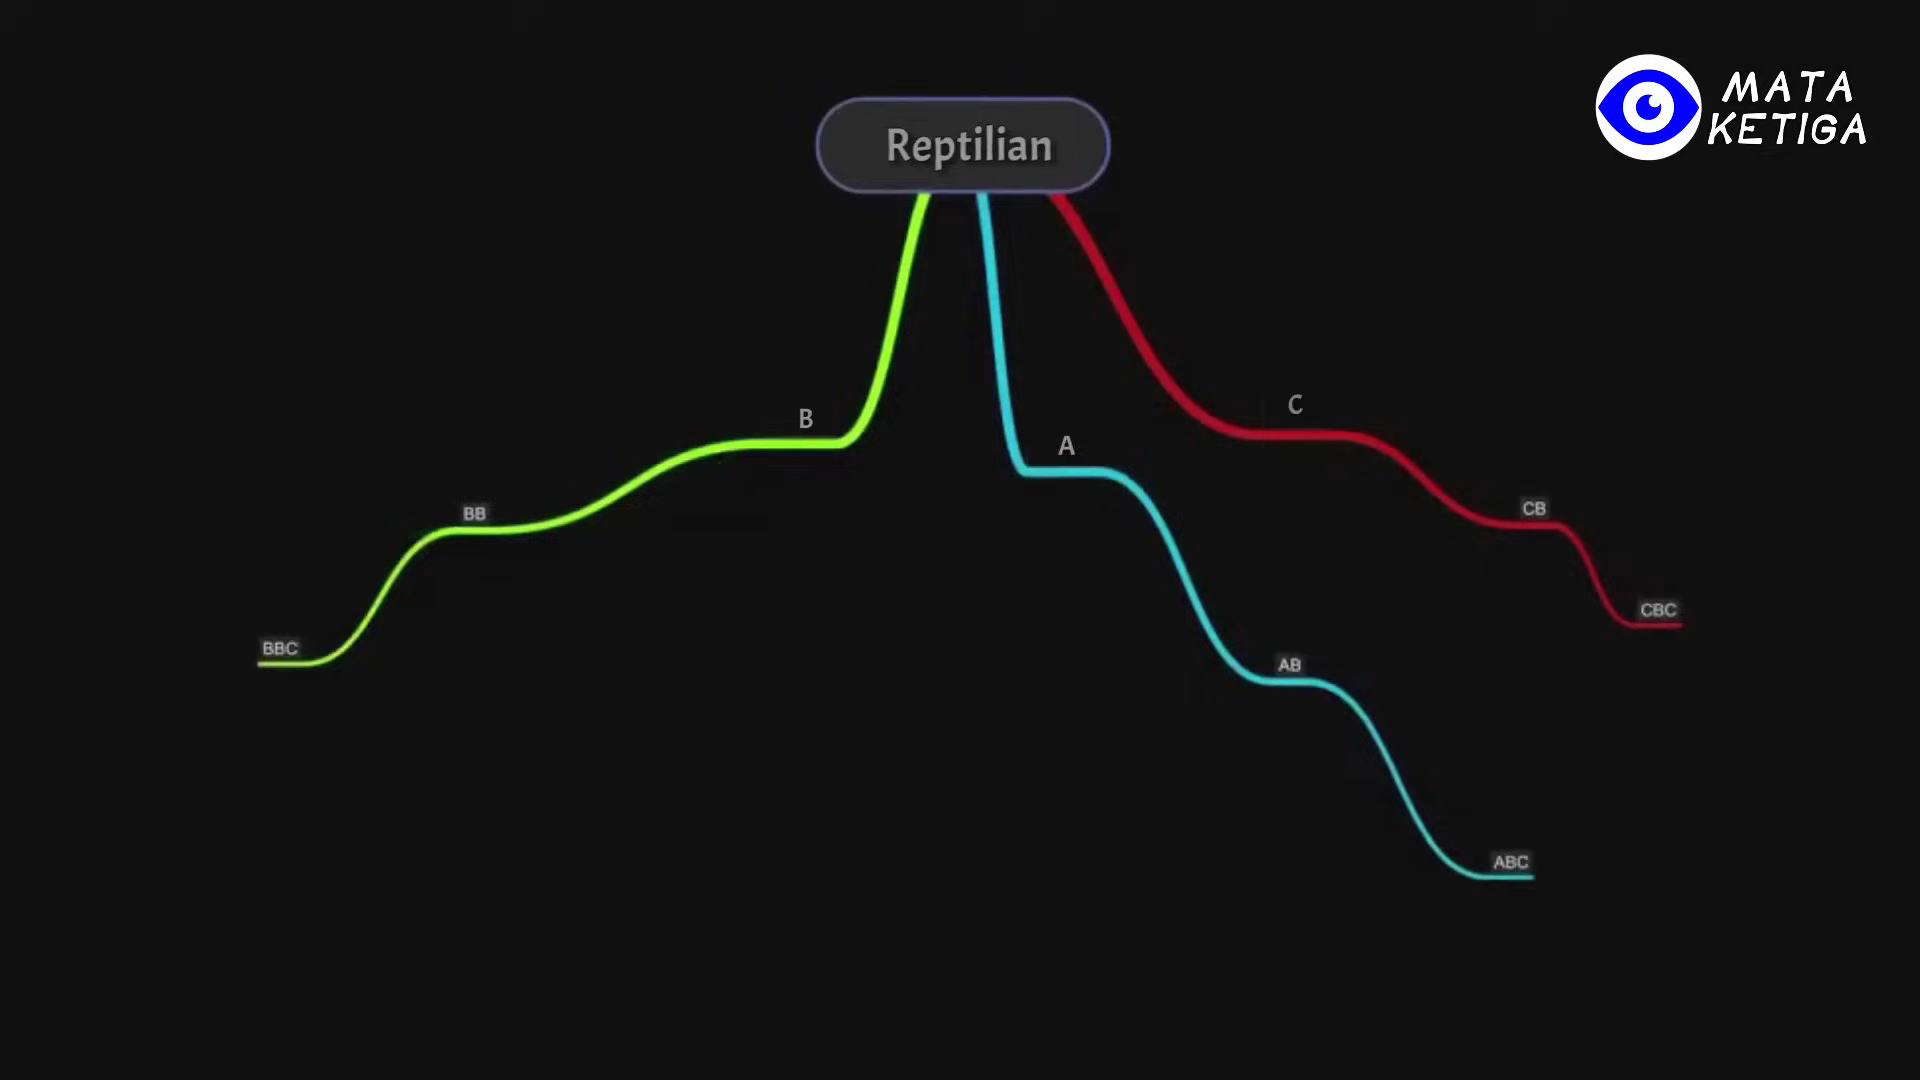 MATA
KETIGA
Reptilian
B
A
C
BB
CB
BBC
AB
CBC
ABC